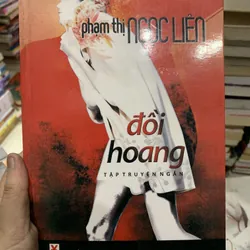 phạm thị NGỌC LIÊN
đồi
hoang
TẬP TRUYỆN NGẮN